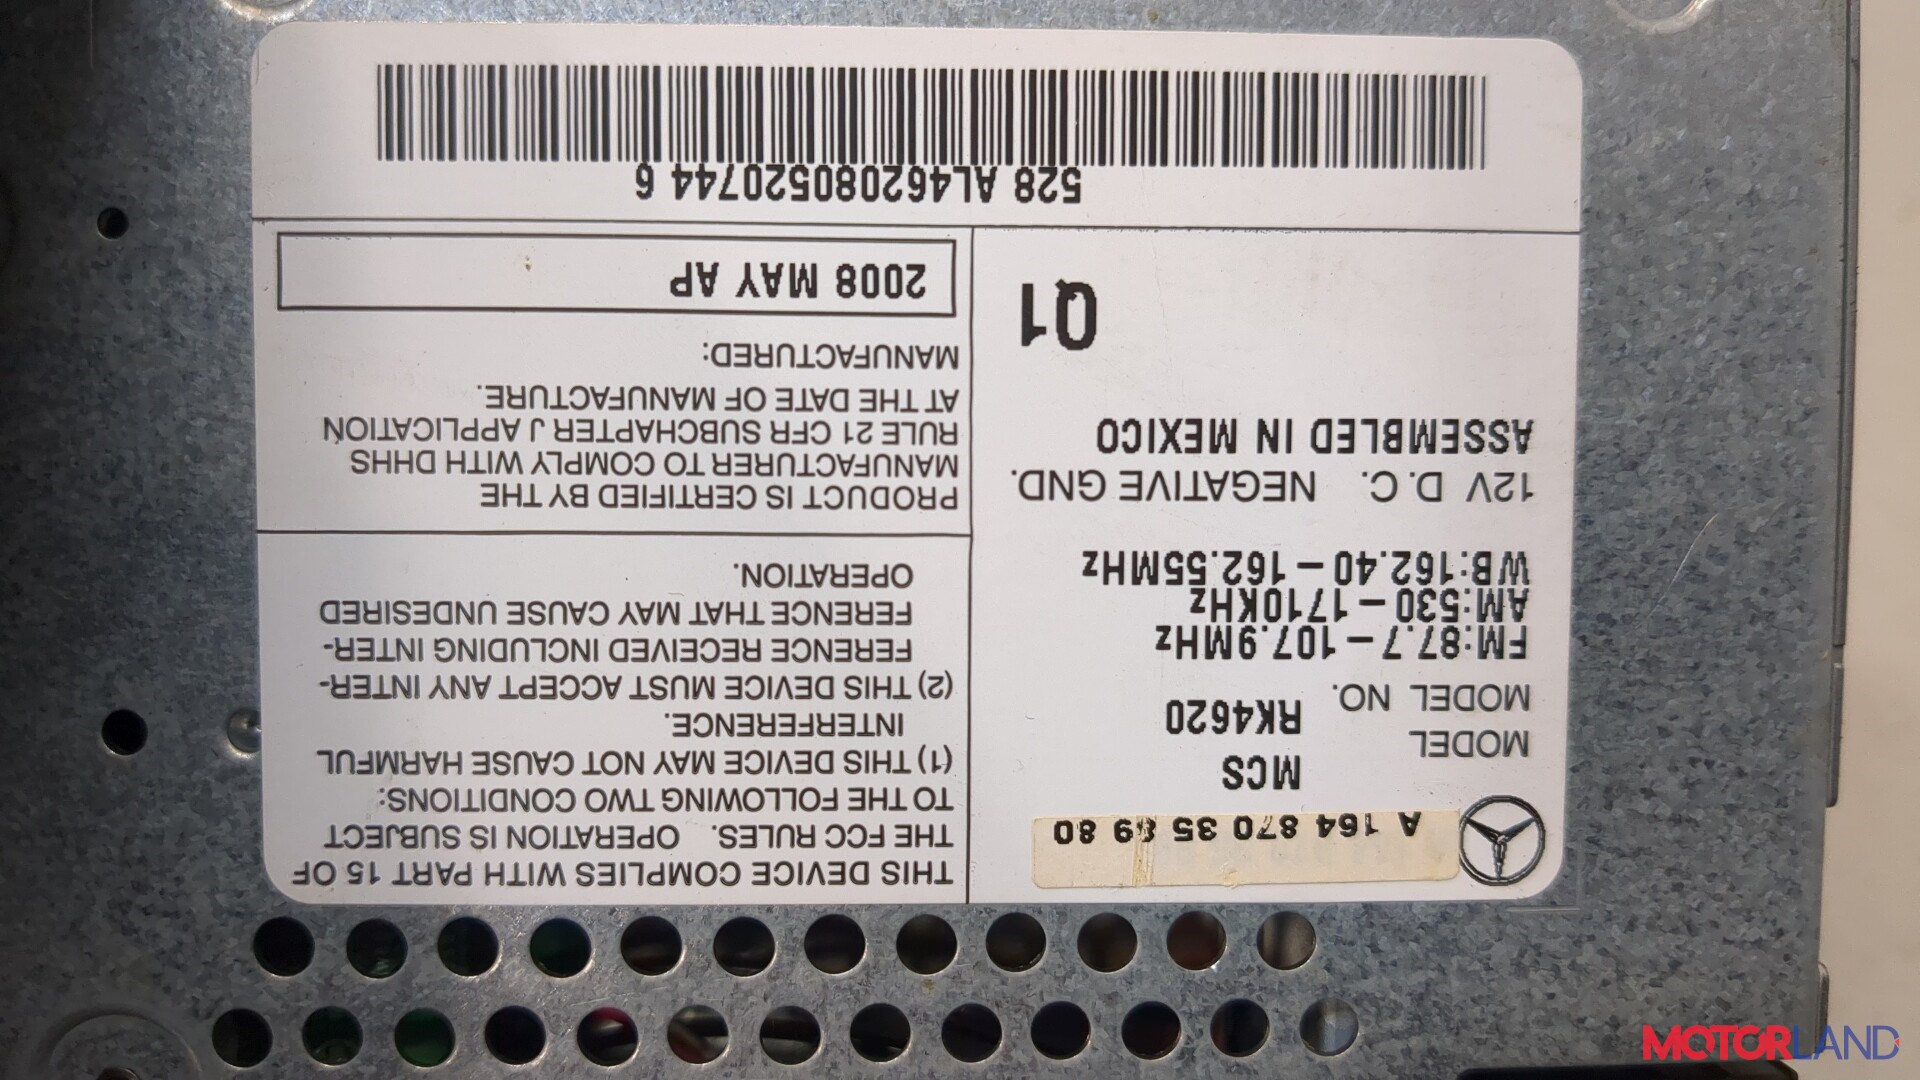 A 164 870 35 89 80
MODEL MCS
MODEL NO. RK4620
FM:87.7-107.9MHz
AM:530-1710KHz
WB:162.40-162.55MHz
12V D.C. NEGATIVE GND.
ASSEMBLED IN MEXICO
Q1
THIS DEVICE COMPLIES WITH PART 15 OF
THE FCC RULES. OPERATION IS SUBJECT
TO THE FOLLOWING TWO CONDITIONS:
(1) THIS DEVICE MAY NOT CAUSE HARMFUL
INTERFERENCE.
(2) THIS DEVICE MUST ACCEPT ANY INTER-
FERENCE RECEIVED INCLUDING INTER-
FERENCE THAT MAY CAUSE UNDESIRED
OPERATION.
PRODUCT IS CERTIFIED BY THE
MANUFACTURER TO COMPLY WITH DHHS
RULE 21 CFR SUBCHAPTER J APPLICATION
AT THE DATE OF MANUFACTURE.
MANUFACTURED:
2008 MAY AP
528 AL462080520744 6
MOTORLAND